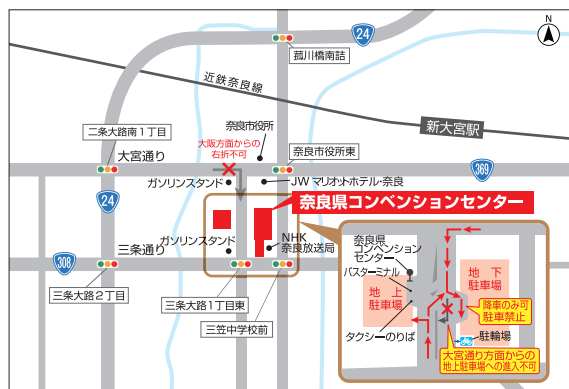 N
24
菰川橋南詰
近鉄奈良線
新大宮駅
二条大路南1丁目
奈良市役所
大阪方面からの
右折不可
奈良市役所東
大宮通り
369
ガソリンスタンド
JWマリオットホテル・奈良
24
奈良県コンベンションセンター
三条通り
ガソリンスタンド
NHK
奈良放送局
308
三条大路2丁目
三条大路1丁目東
三笠中学校前
奈良県
コンベンション
センター
バスターミナル
地上
駐車場
地下
駐車場
降車のみ可
駐車禁止
タクシーのりば
駐輪場
大宮通り方面からの
地上駐車場への進入不可